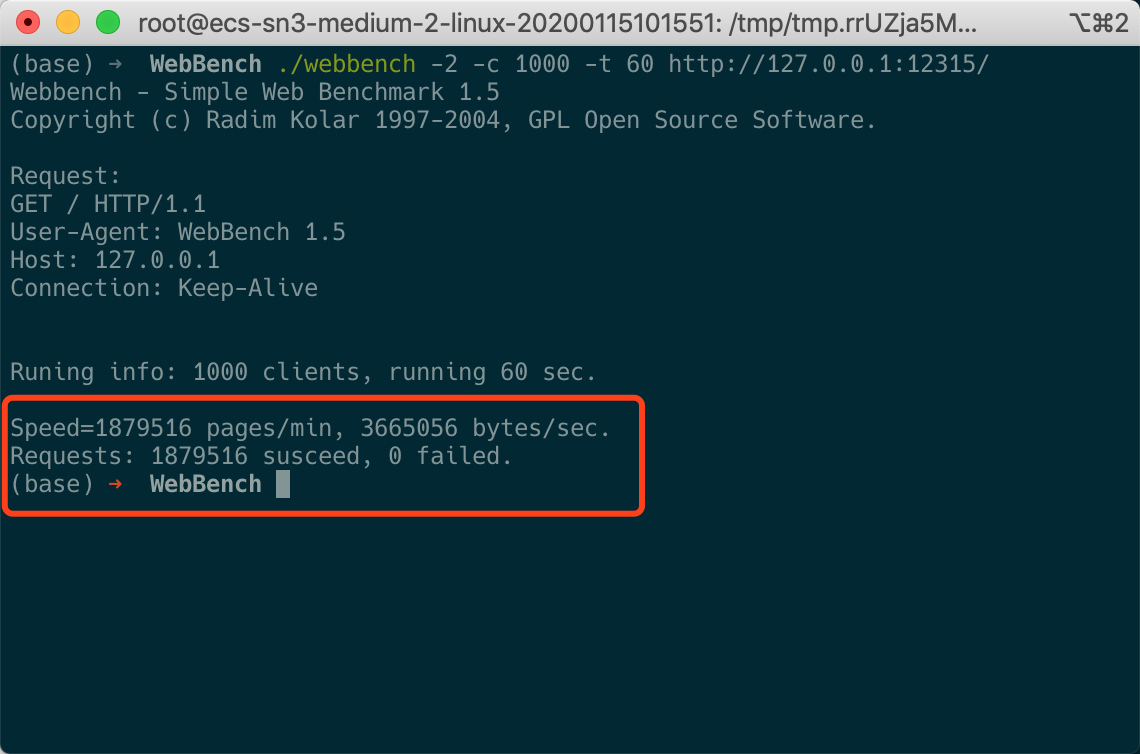 root@ecs-sn3-medium-2-linux-20200115101551: /tmp/tmp.rrUZja5M... ⌥⌘2
(base) ➜ WebBench ./webbench -2 -c 1000 -t 60 http://127.0.0.1:12315/
Webbench - Simple Web Benchmark 1.5
Copyright (c) Radim Kolar 1997-2004, GPL Open Source Software.
Request:
GET / HTTP/1.1
User-Agent: WebBench 1.5
Host: 127.0.0.1
Connection: Keep-Alive
Runing info: 1000 clients, running 60 sec.
Speed=1879516 pages/min, 3665056 bytes/sec.
Requests: 1879516 susceed, 0 failed.
(base) ➜ WebBench